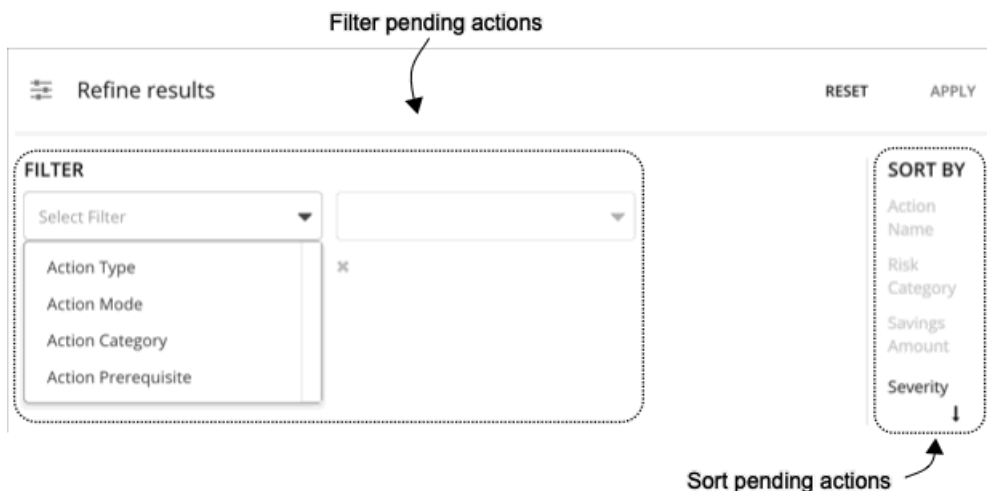 Filter pending actions
Refine results
RESET
APPLY
FILTER
Select Filter
Action Type
Action Mode
Action Category
Action Prerequisite
SORT BY
Action
Name
Risk
Category
Savings
Amount
Severity
Sort pending actions